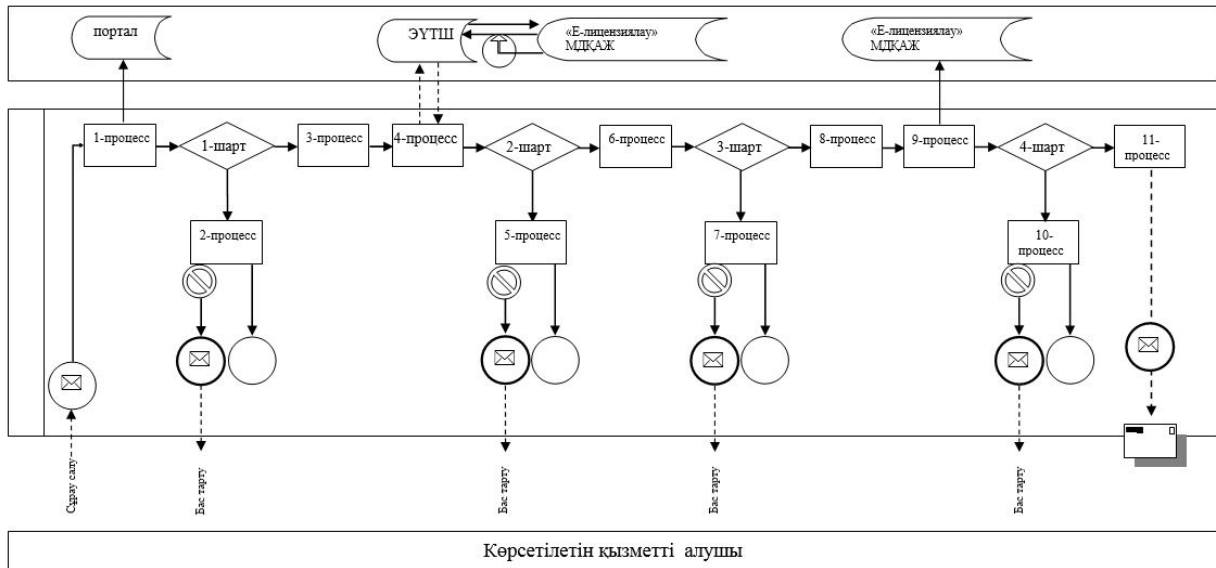 портал
ЭҮТШ
«Е-лицензиялау»
МДҚАЖ
«Е-лицензиялау»
МДҚАЖ
1-процесс
1-шарт
3-процесс
4-процесс
2-шарт
6-процесс
3-шарт
8-процесс
9-процесс
4-шарт
11-
процесс
2-процесс
5-процесс
7-процесс
10-
процесс
Сұрау салу
Бас тарту
Бас тарту
Бас тарту
Бас тарту
Көрсетілетін қызметті алушы